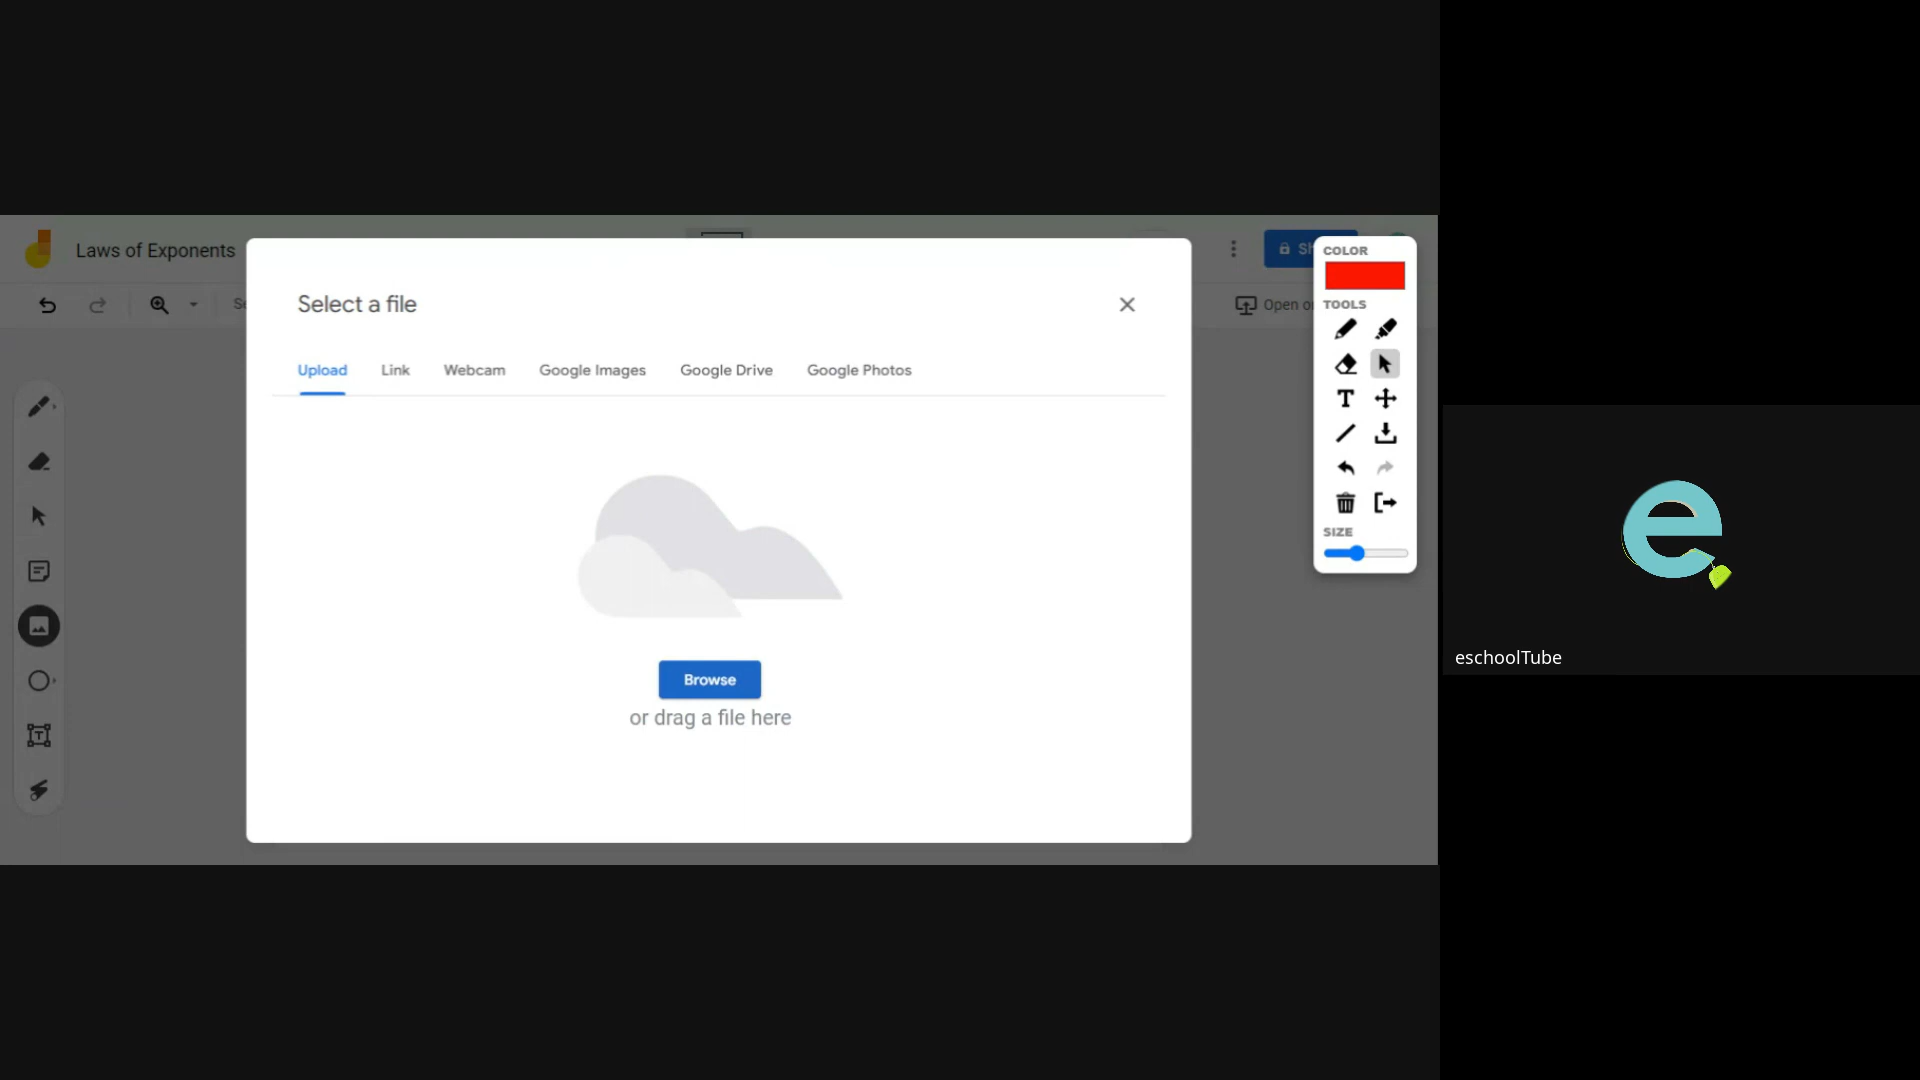 Laws of Exponents
Select a file
COLOR
TOOLS
Open
Upload Link Webcam Google Images Google Drive Google Photos
T
SIZE
eschoolTube
Browse
or drag a file here